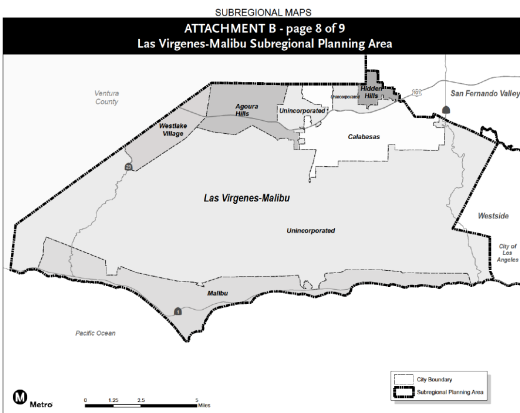 SUBREGIONAL MAPS
ATTACHMENT B - page 8 of 9
Las Virgenes-Malibu Subregional Planning Area
Ventura
County
Hidden
Hills
San Fernando Valley
Agoura
Hills
Unincorporated
Unincorporated
Westlake
Village
Calabasas
Las Virgenes-Malibu
Westside
Unincorporated
City of
Los
Angeles
Malibu
1
Pacific Ocean
City Boundary
Subregional Planning Area
M
Metro
0 1.25 2.5 5
Miles